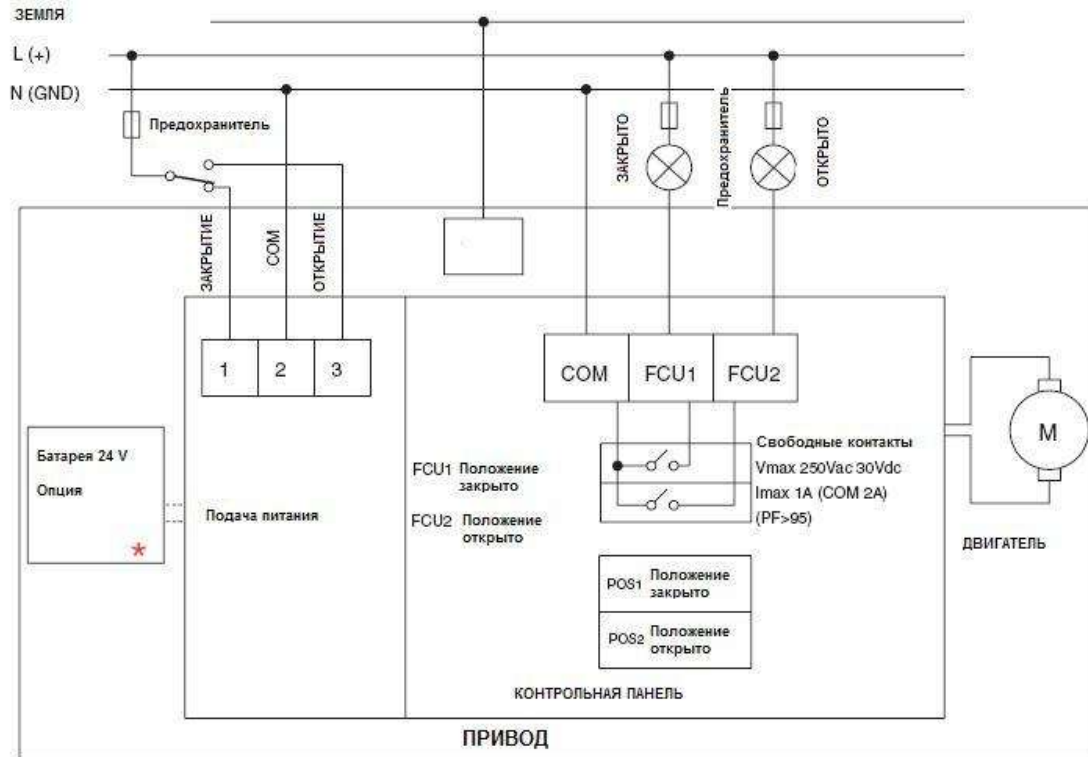 ЗЕМЛЯ
L (+)
N (GND)
Предохранитель
ЗАКРЫТО
Предохранитель
ОТКРЫТО
ЗАКРЫТИЕ
COM
ОТКРЫТИЕ
1
2
3
COM
FCU1
FCU2
M
Батарея 24 V
Опция
*
Подача питания
FCU1 Положение
закрыто
FCU2 Положение
открыто
Свободные контакты
Vmax 250Vac 30Vdc
Imax 1A (COM 2A)
(PF>95)
ДВИГАТЕЛЬ
POS1 Положение
закрыто
POS2 Положение
открыто
КОНТРОЛЬНАЯ ПАНЕЛЬ
ПРИВОД